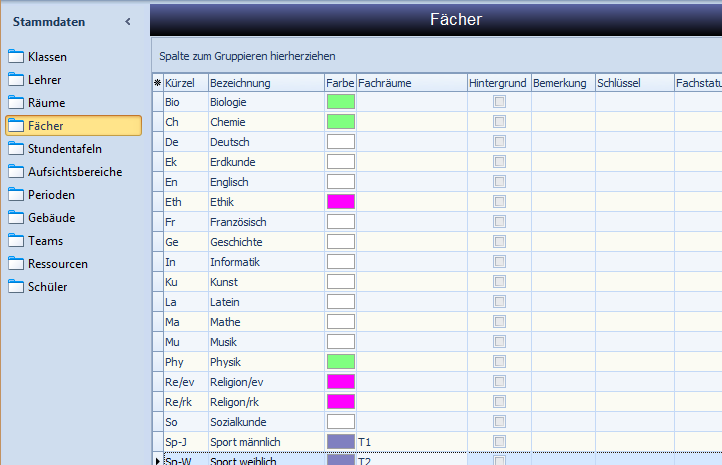 Stammdaten
Klassen
Lehrer
Räume
Fächer
Stundentafeln
Aufsichtsbereiche
Perioden
Gebäude
Teams
Ressourcen
Schüler
Fächer
Spalte zum Gruppieren hierherziehen
Kürzel Bezeichnung Farbe Fachräume Hintergrund Bemerkung Schlüssel Fachstatu
Bio Biologie
Ch Chemie
De Deutsch
Ek Erdkunde
En Englisch
Eth Ethik
Fr Französisch
Ge Geschichte
In Informatik
Ku Kunst
La Latein
Ma Mathe
Mu Musik
Phy Physik
Re/ev Religion/ev
Re/rk Religon/rk
So Sozialkunde
Sp-J Sport männlich T1
Sp-W Sport weiblich T2